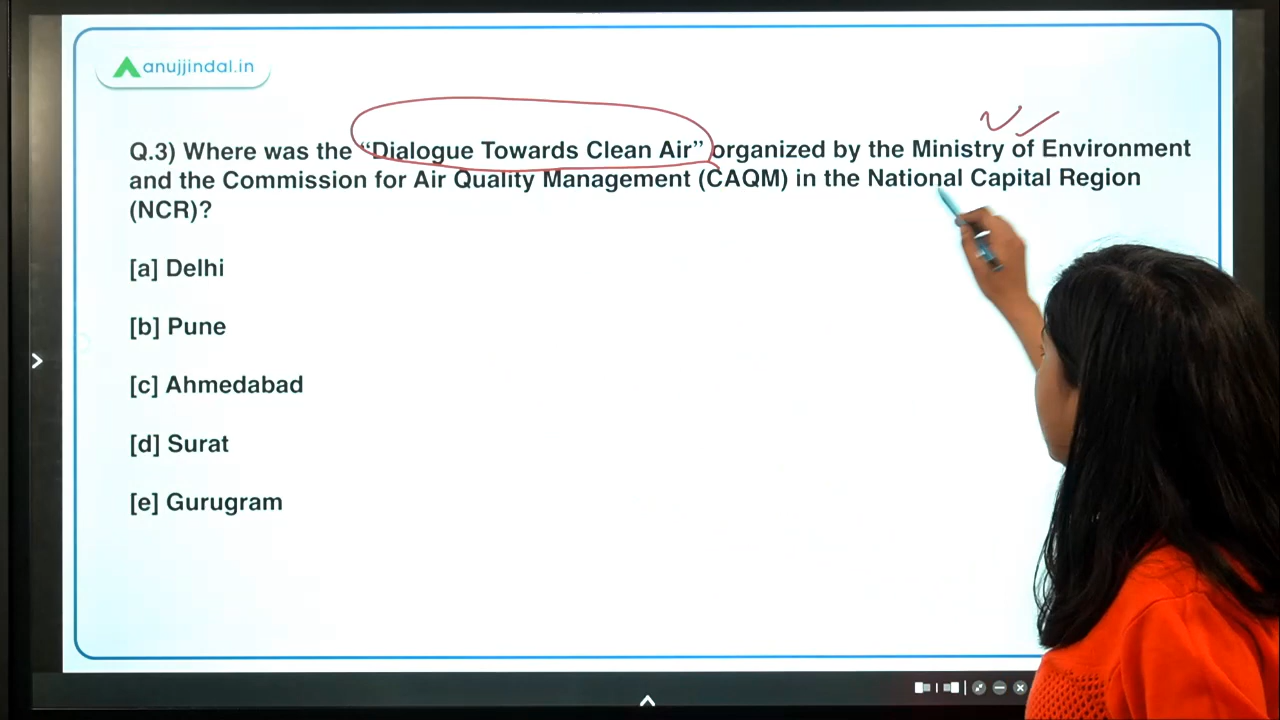 anujjindal.in
Q.3) Where was the “Dialogue Towards Clean Air” organized by the Ministry of Environment
and the Commission for Air Quality Management (CAQM) in the National Capital Region
(NCR)?
[a] Delhi
[b] Pune
[c] Ahmedabad
[d] Surat
[e] Gurugram